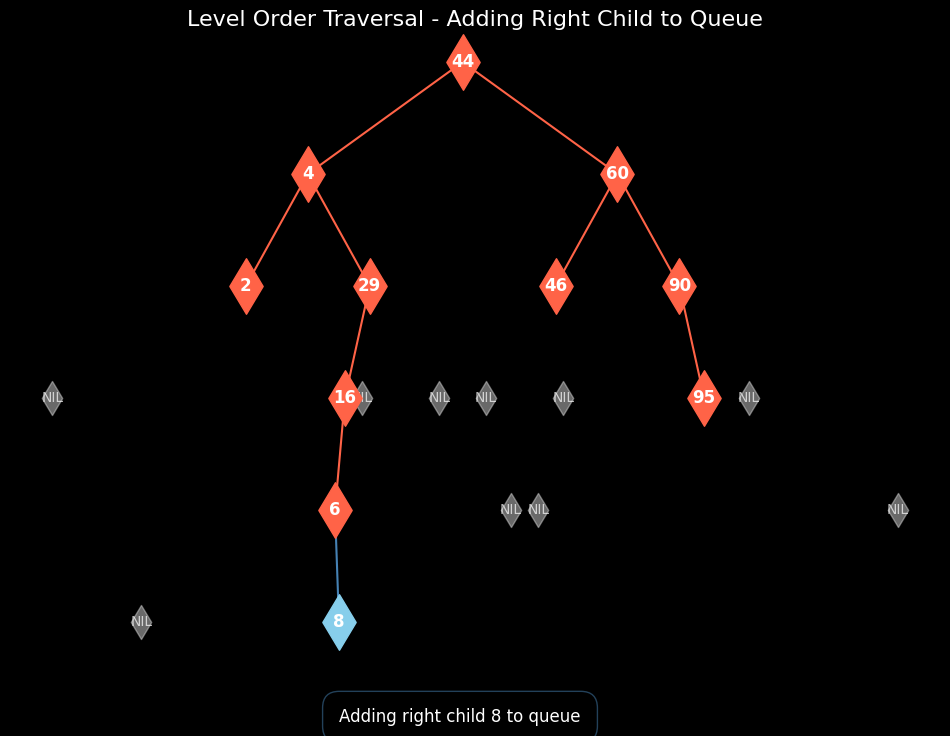 Level Order Traversal - Adding Right Child to Queue
44
4 60
2 29 46 90
NIL 16 NIL NIL NIL 95 NIL
6 NIL NIL NIL
NIL 8
Adding right child 8 to queue